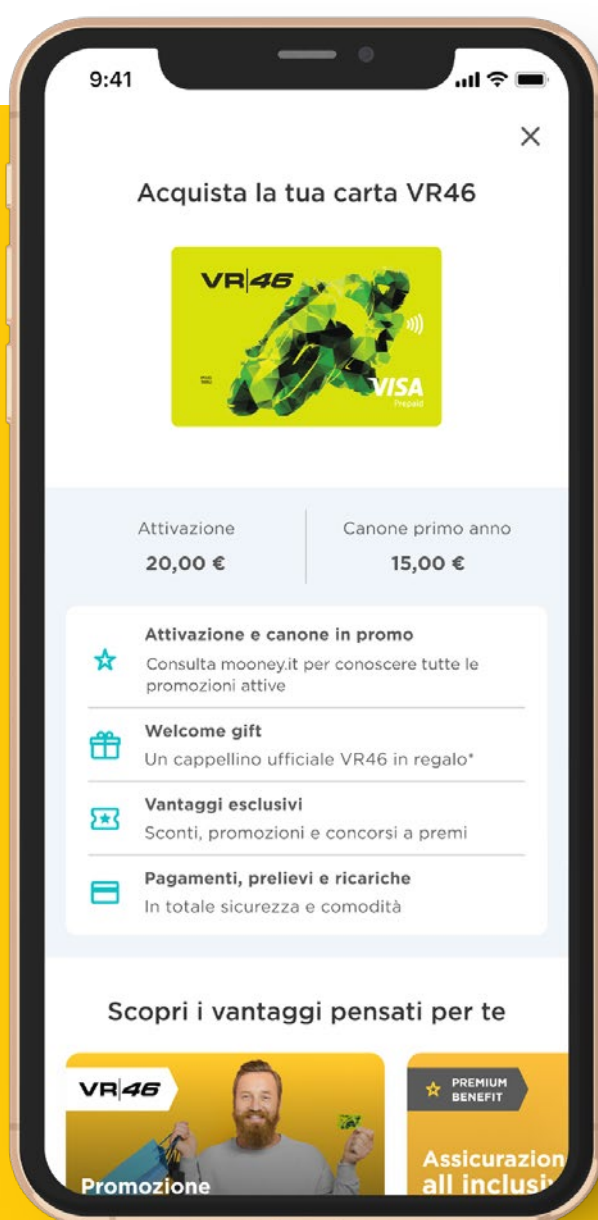 9:41
Acquista la tua carta VR46
VR|46
VISA
Prepaid
Attivazione
Canone primo anno
20,00 €
15,00 €
Attivazione e canone in promo
Consulta mooney.it per conoscere tutte le
promozioni attive
Welcome gift
Un cappellino ufficiale VR46 in regalo*
Vantaggi esclusivi
Sconti, promozioni e concorsi a premi
Pagamenti, prelievi e ricariche
In totale sicurezza e comodità
Scopri i vantaggi pensati per te
VR|46
Promozione
PREMIUM
BENEFIT
Assicurazion
all inclusiv